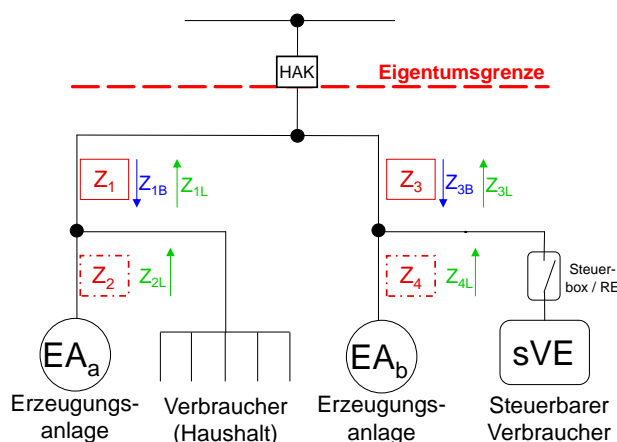 HAK
Eigentumsgrenze
Z1 Z1B Z1L
Z3 Z3B Z3L
Z2 Z2L
Z4 Z4L
Steuer-
box / RE
EAa
EAb
sVE
Erzeugungs-
anlage
Verbraucher
(Haushalt)
Erzeugungs-
anlage
Steuerbarer
Verbraucher